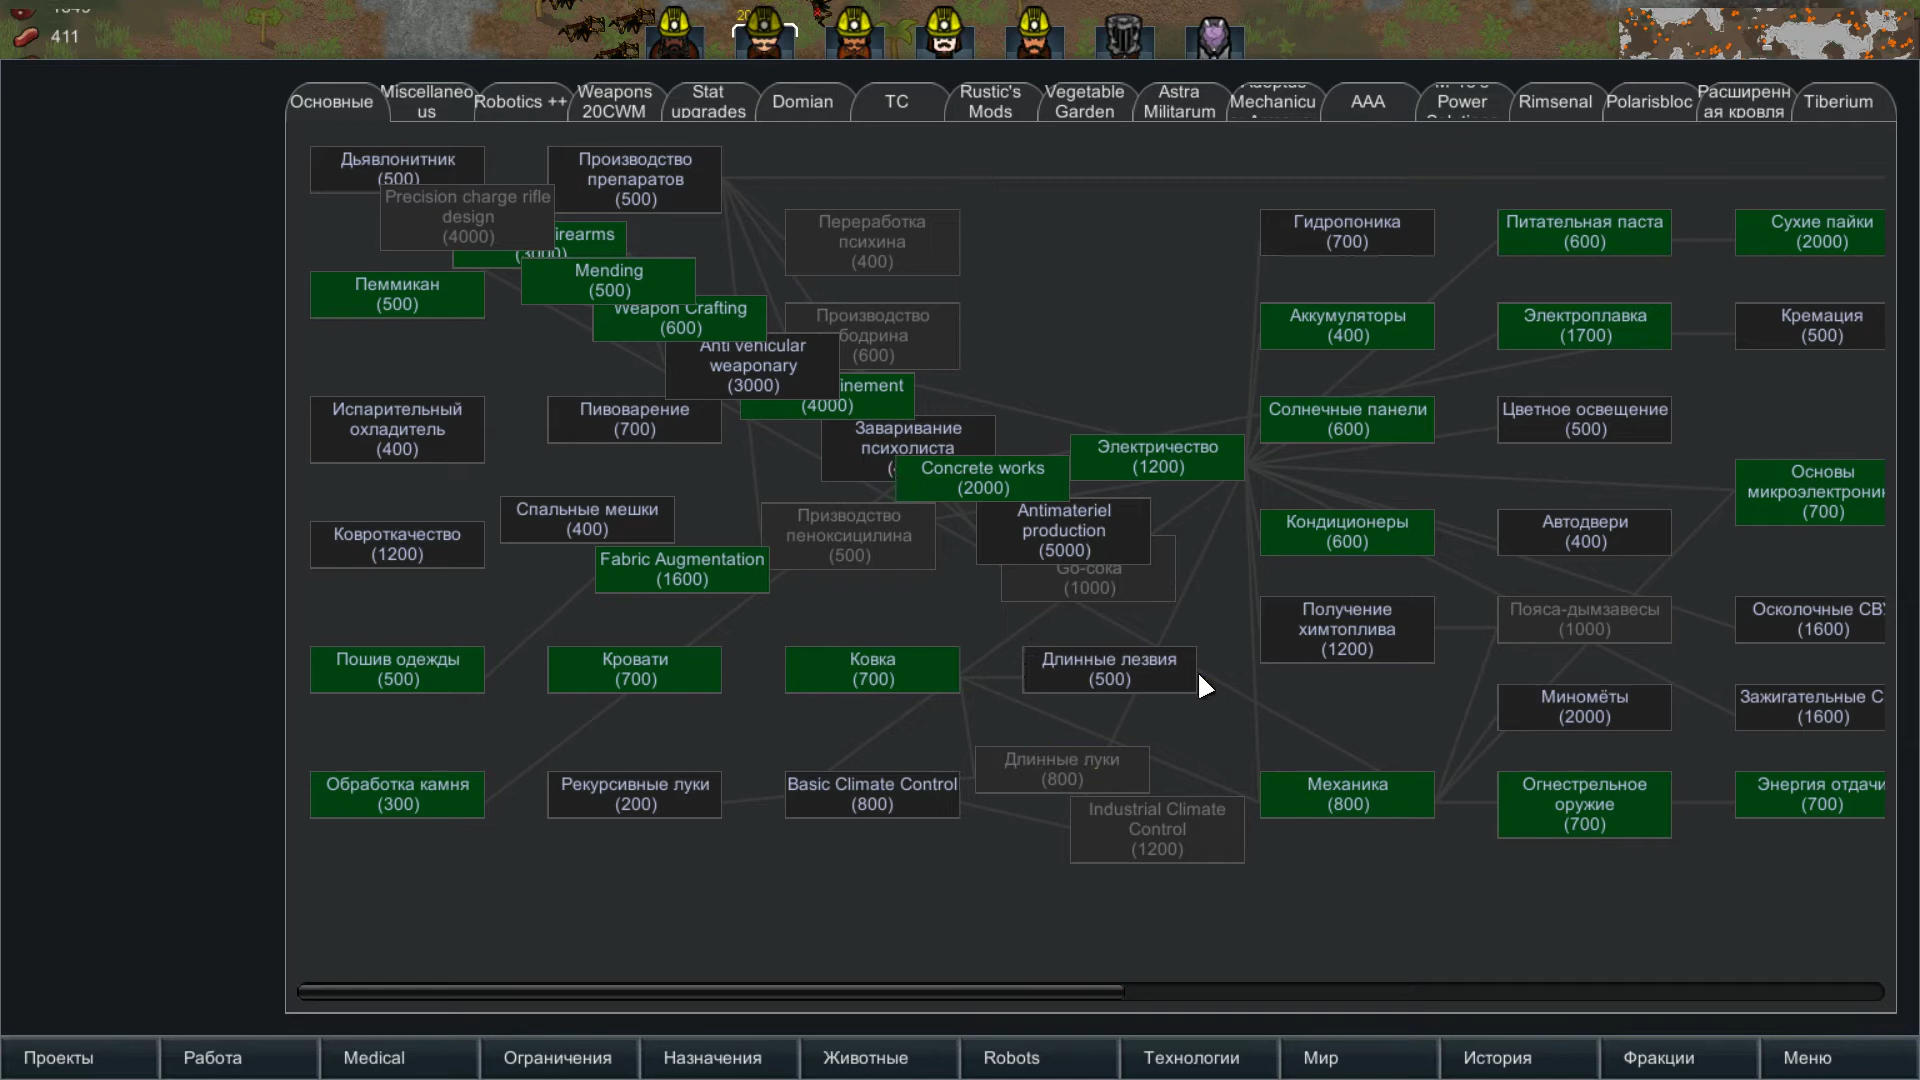 411
Основные
Miscellaneo
us
Robotics ++
Weapons
20CWM
Stat
upgrades
Domian
TC
Rustic's
Mods
Vegetable
Garden
Astra
Militarum
Mechanicu
AAA
Power
Rimsenal
Polarisbloc
Расширенн
ая кровля
Tiberium
Дьявлонитник
(500)
Производство
препаратов
(500)
Precision charge rifle
design
(4000)
irearms
(3000)
Mending
(500)
Пеммикан
(500)
Weapon Crafting
(600)
Anti vehicular
weaponary
(3000)
inement
(4000)
Переработка
психина
(400)
Производство
бодрина
(600)
Гидропоника
(700)
Питательная паста
(600)
Сухие пайки
(2000)
Аккумуляторы
(400)
Электроплавка
(1700)
Кремация
(500)
Испарительный
охладитель
(400)
Пивоварение
(700)
Заваривание
психолиста
Concrete works
(2000)
Электричество
(1200)
Солнечные панели
(600)
Цветное освещение
(500)
Основы
микроэлектроник
(700)
Ковроткачество
(1200)
Спальные мешки
(400)
Fabric Augmentation
(1600)
Призводство
пеноксицилина
(500)
Antimateriel
production
(5000)
Go-сока
(1000)
Кондиционеры
(600)
Автодвери
(400)
Получение
химтоплива
(1200)
Пояса-дымзавесы
(1000)
Осколочные СВУ
(1600)
Пошив одежды
(500)
Кровати
(700)
Ковка
(700)
Длинные лезвия
(500)
Миномёты
(2000)
Зажигательные С
(1600)
Обработка камня
(300)
Рекурсивные луки
(200)
Basic Climate Control
(800)
Длинные луки
(800)
Industrial Climate
Control
(1200)
Механика
(800)
Огнестрельное
оружие
(700)
Энергия отдачи
(700)
Проекты
Работа
Medical
Ограничения
Назначения
Животные
Robots
Технологии
Мир
История
Фракции
Меню